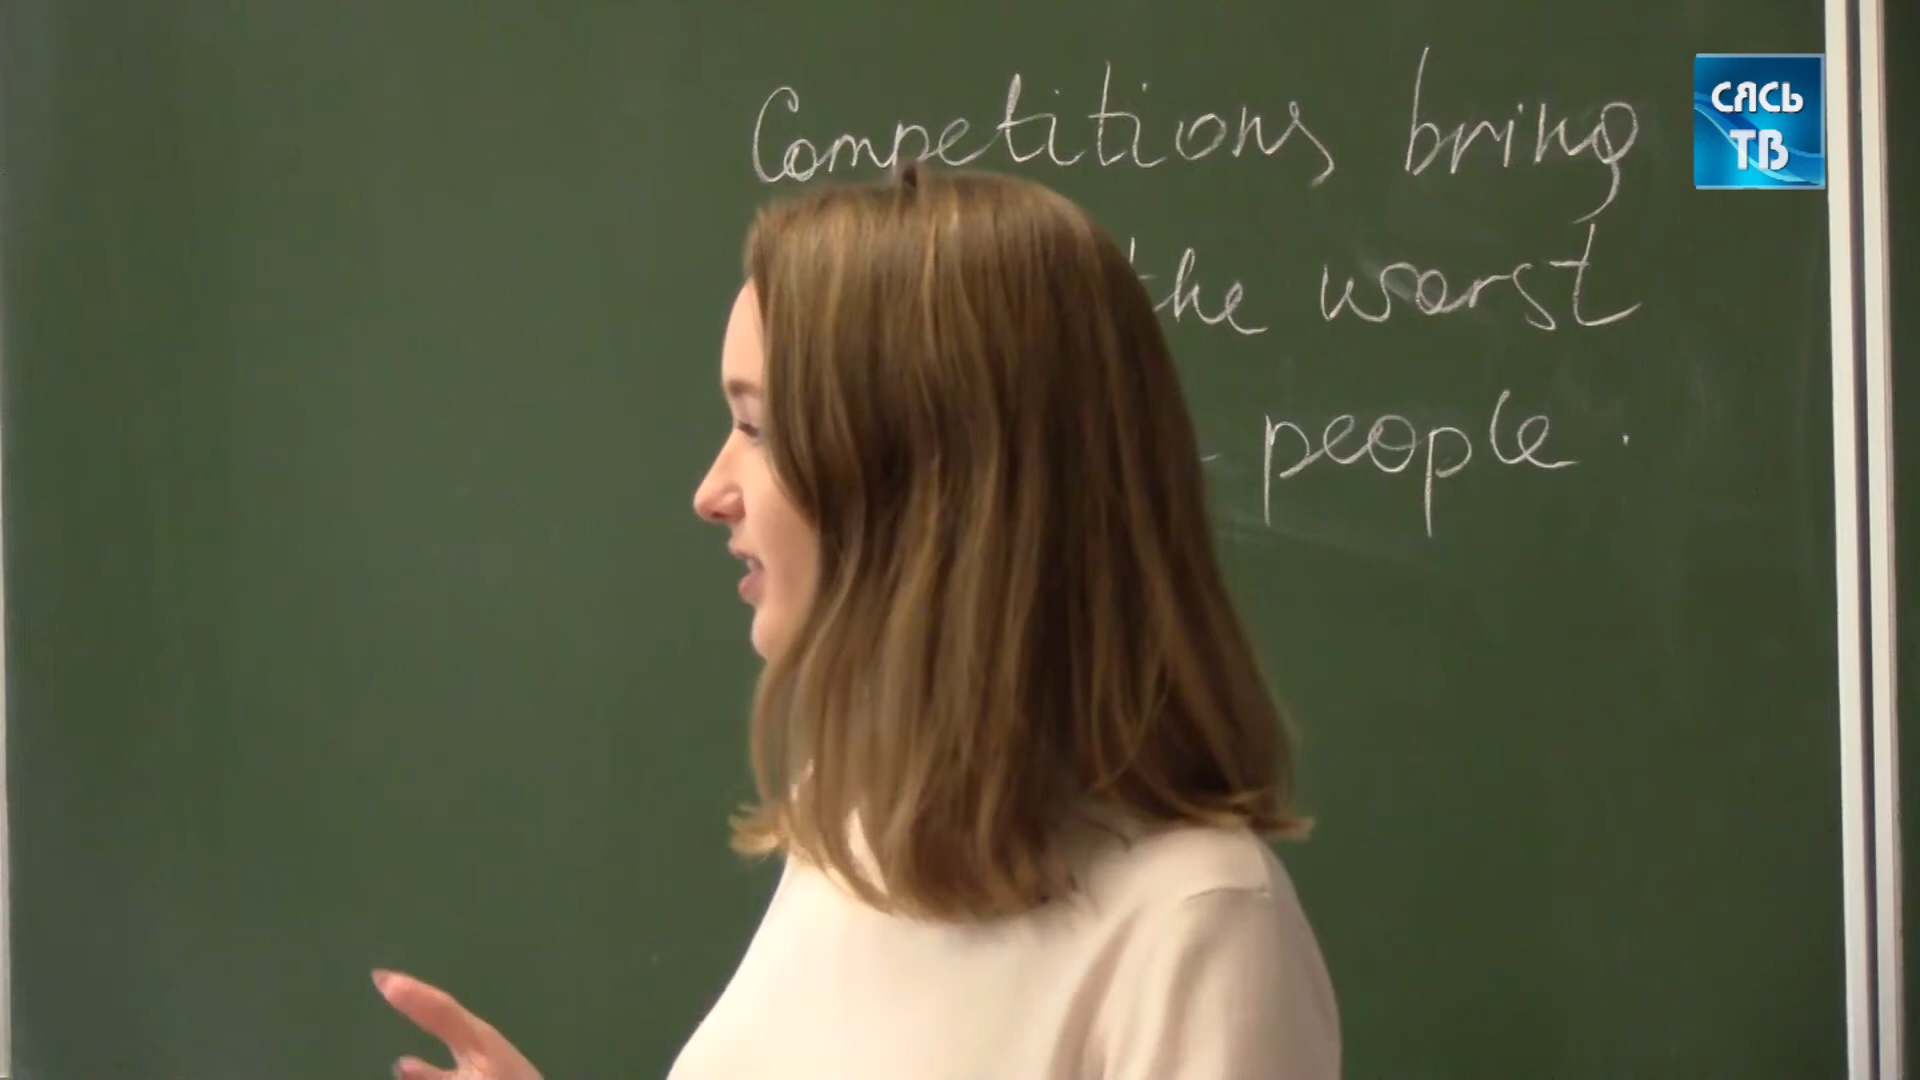 Competitions bring
the worst
people.
СЯСЬ
ТВ